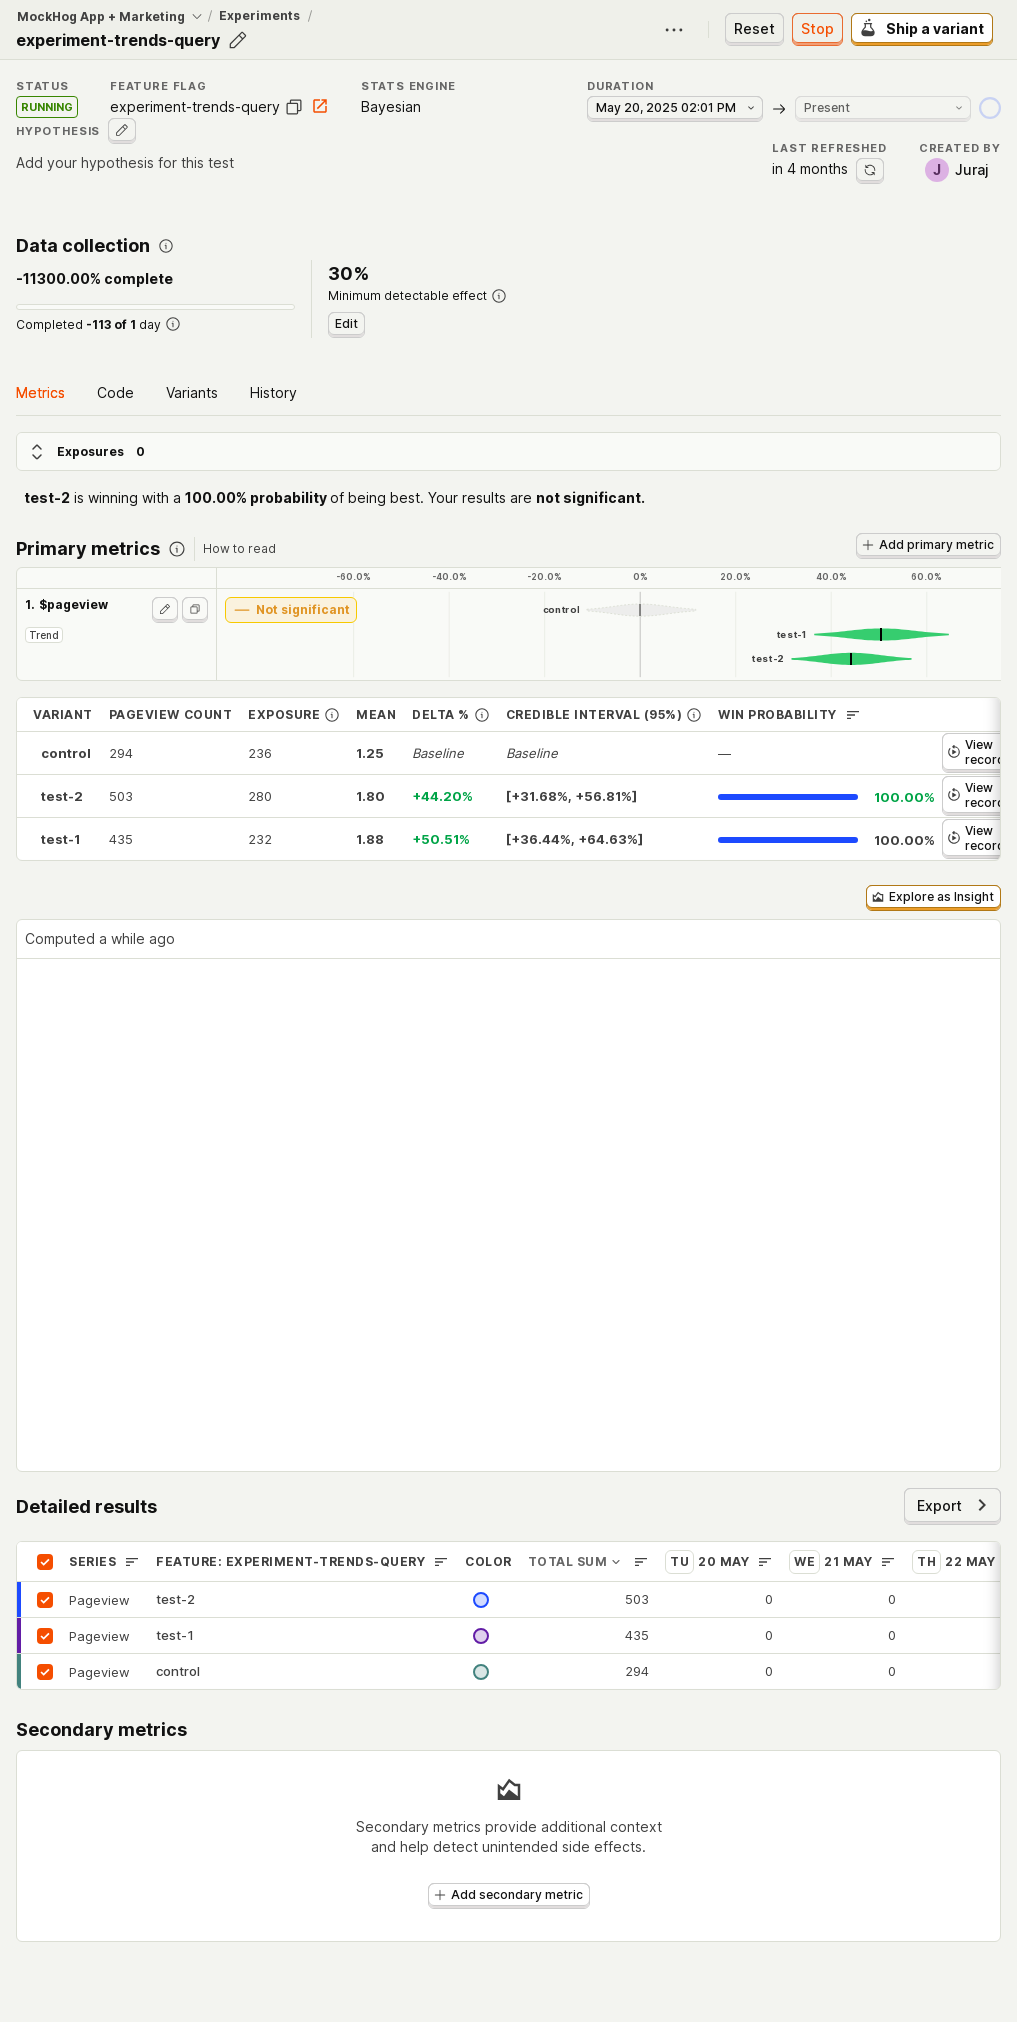 MockHog App + Marketing / Experiments /
experiment-trends-query
Reset Stop Ship a variant
STATUS FEATURE FLAG STATS ENGINE DURATION
RUNNING experiment-trends-query Bayesian May 20, 2025 02:01 PM → Present
HYPOTHESIS
Add your hypothesis for this test
LAST REFRESHED CREATED BY
in 4 months J Juraj
Data collection
-11300.00% complete
Completed -113 of 1 day
30%
Minimum detectable effect
Edit
Metrics Code Variants History
Exposures 0
test-2 is winning with a 100.00% probability of being best. Your results are not significant.
Primary metrics How to read Add primary metric
-60.0% -40.0% -20.0% 0% 20.0% 40.0% 60.0%
1. $pageview — Not significant control
Trend test-1
test-2
VARIANT PAGEVIEW COUNT EXPOSURE MEAN DELTA % CREDIBLE INTERVAL (95%) WIN PROBABILITY
control 294 236 1.25 Baseline Baseline — View
recor
test-2 503 280 1.80 +44.20% [+31.68%, +56.81%] 100.00% View
recor
test-1 435 232 1.88 +50.51% [+36.44%, +64.63%] 100.00% View
recor
Explore as Insight
Computed a while ago
Detailed results Export
SERIES FEATURE: EXPERIMENT-TRENDS-QUERY COLOR TOTAL SUM TU 20 MAY WE 21 MAY TH 22 MAY
Pageview test-2 503 0 0
Pageview test-1 435 0 0
Pageview control 294 0 0
Secondary metrics
Secondary metrics provide additional context
and help detect unintended side effects.
Add secondary metric